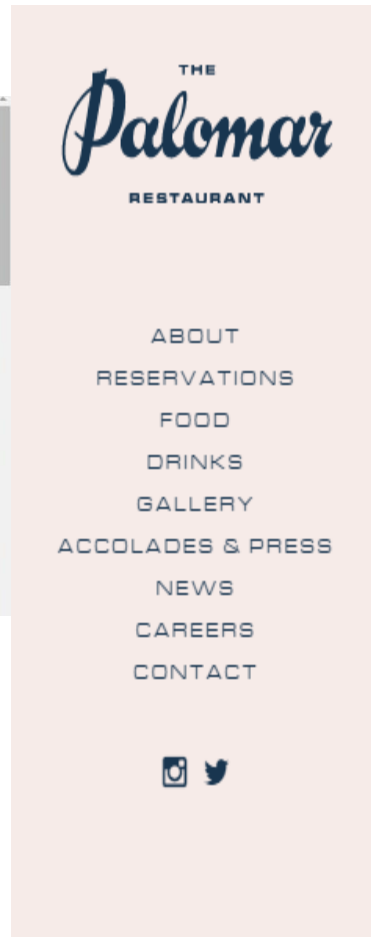 THE
Palomar
RESTAURANT
ABOUT
RESERVATIONS
FOOD
DRINKS
GALLERY
ACCOLADES & PRESS
NEWS
CAREERS
CONTACT